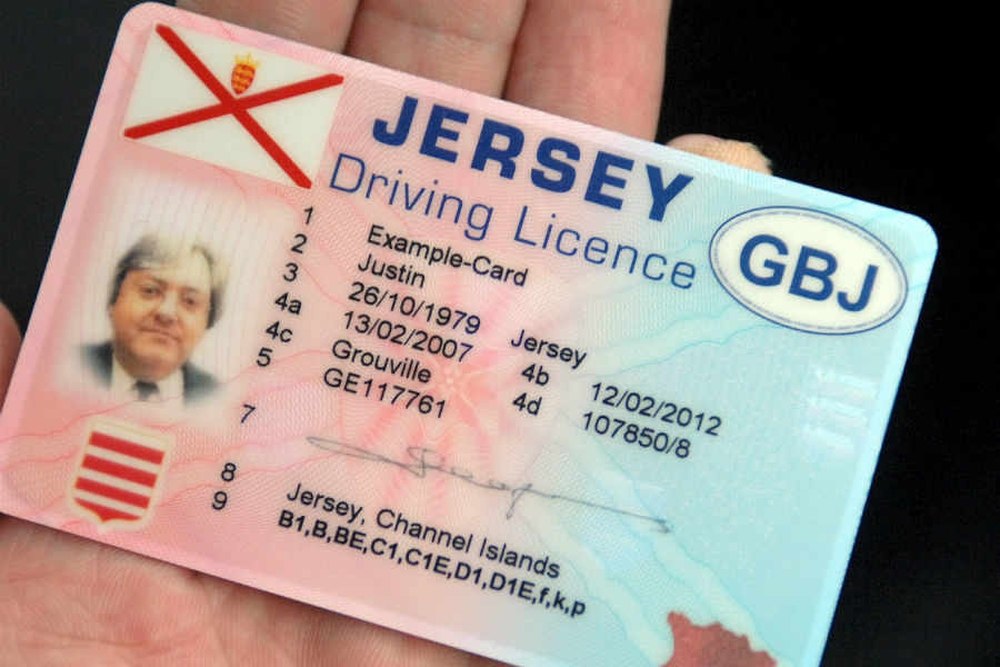 JERSEY
Driving Licence
GBJ
1 Example-Card
2 Justin
3 26/10/1979 Jersey
4a 13/02/2007 4b 12/02/2012
4c Grouville 4d 107850/8
5 GE117761
7
8 Jersey, Channel Islands
9 B1,B,BE,C1,C1E,D1,D1E,f,k,p